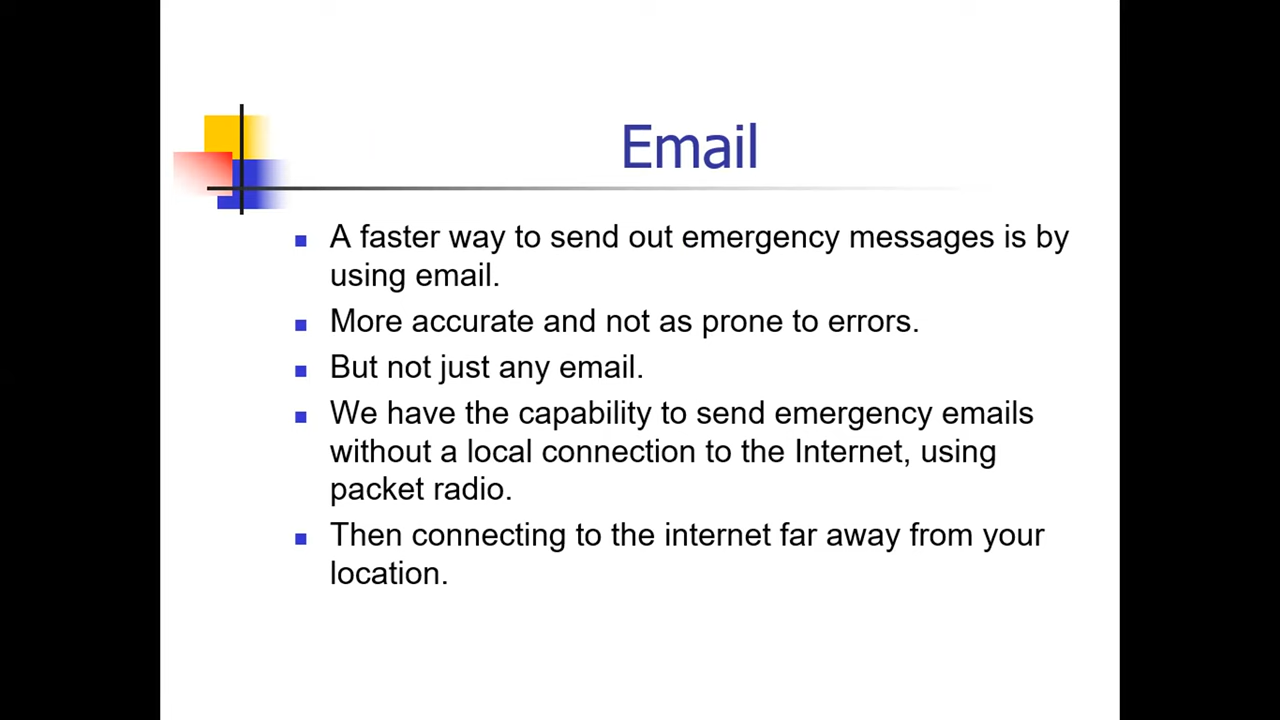 Email
A faster way to send out emergency messages is by
using email.
More accurate and not as prone to errors.
But not just any email.
We have the capability to send emergency emails
without a local connection to the Internet, using
packet radio.
Then connecting to the internet far away from your
location.